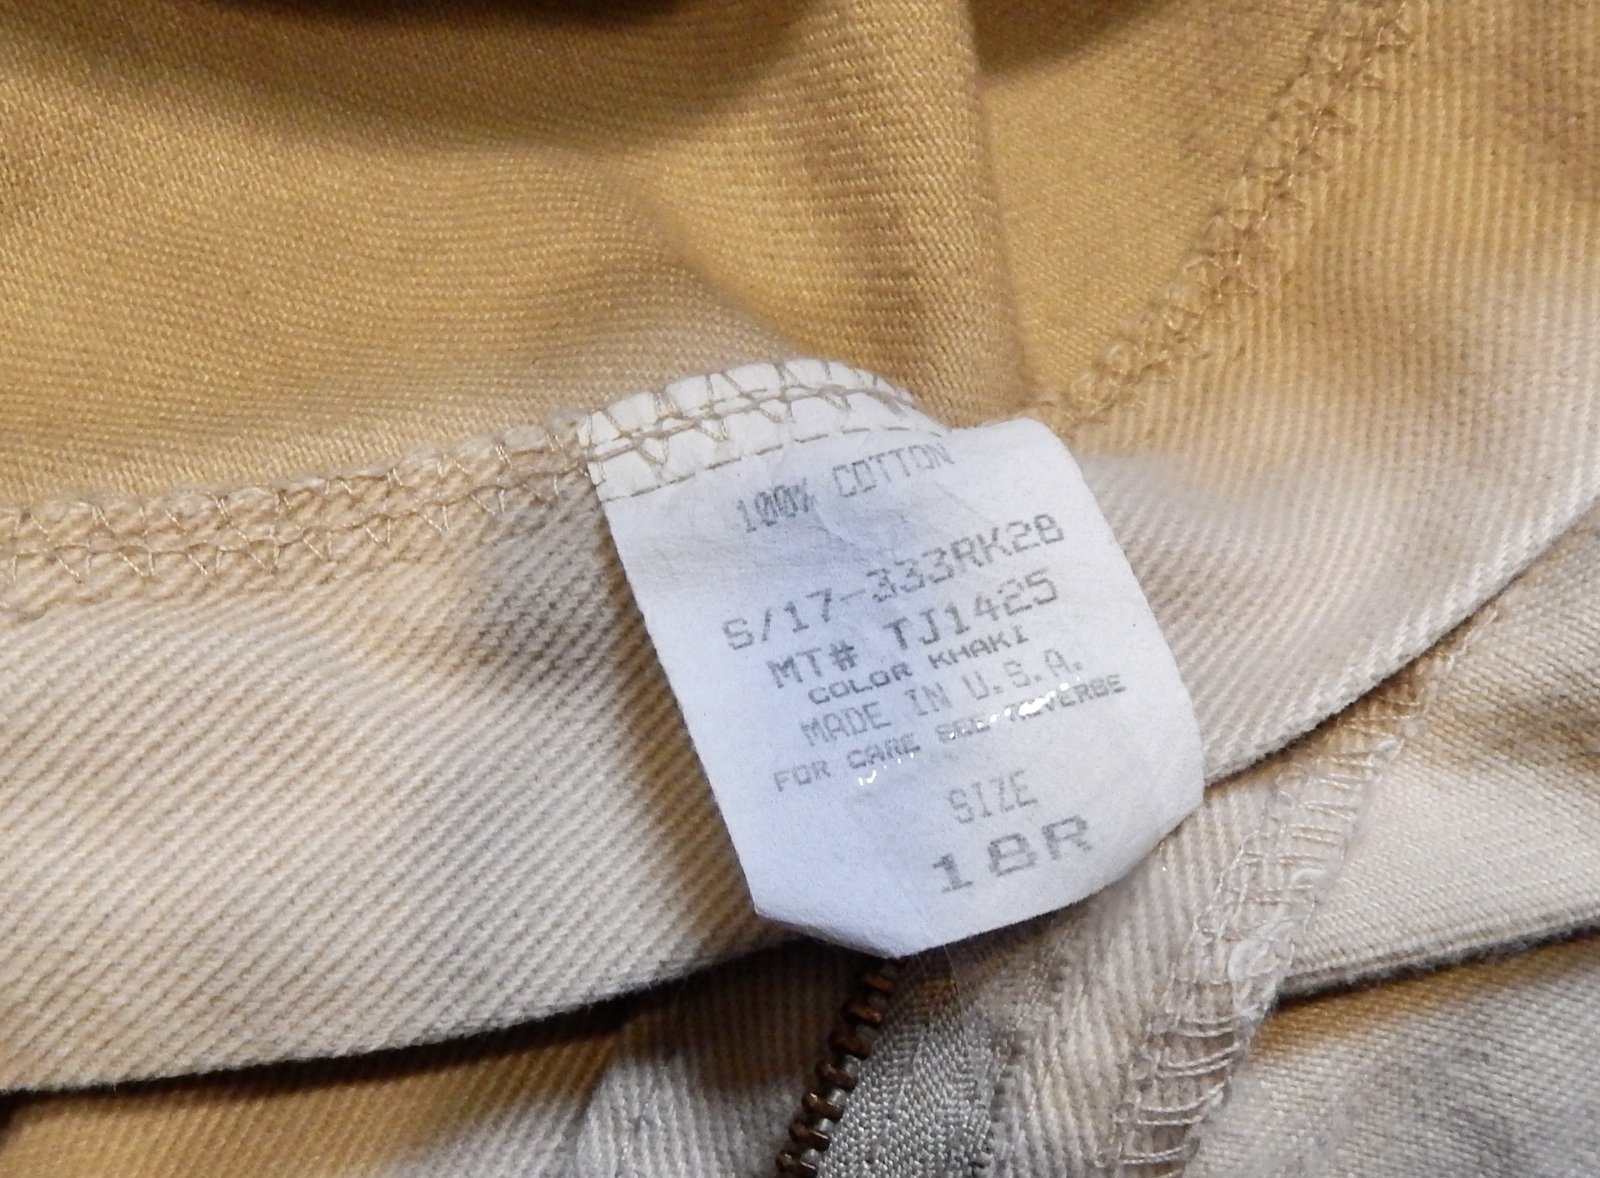 100% COTTON
S/17-333RK28
MT# TJ1425
COLOR KHAKI
MADE IN U.S.A.
FOR CARE SEE REVERSE
SIZE
18R